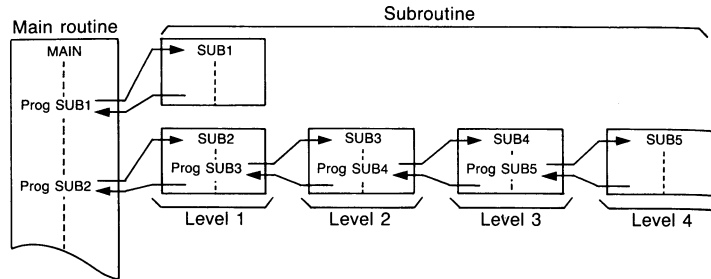 Main routine
Subroutine
MAIN
SUB1
Prog SUB1
SUB2
SUB3
SUB4
SUB5
Prog SUB2
Prog SUB3
Prog SUB4
Prog SUB5
Level 1
Level 2
Level 3
Level 4